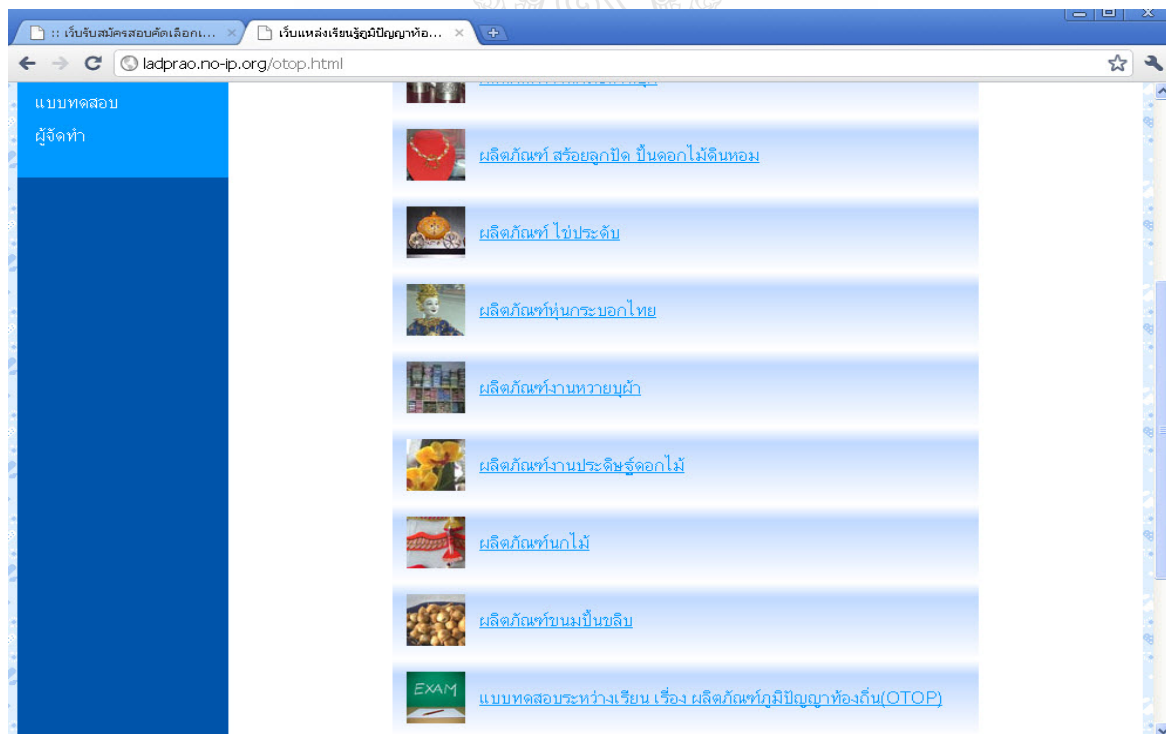 :: เว็บรับสมัครสอบคัดเลือกเ...
เว็บแหล่งเรียนรู้ภูมิปัญญาท้อ...
ladprao.no-ip.org/otop.html
แบบทดสอบ
ผู้จัดทำ
ผลิตภัณฑ์ สร้อยลูกปัด ปั้นดอกไม้ดินหอม
ผลิตภัณฑ์ ไข่ประดับ
ผลิตภัณฑ์หุ่นกระบอกไทย
ผลิตภัณฑ์งานหวายบุผ้า
ผลิตภัณฑ์งานประดิษฐ์ดอกไม้
ผลิตภัณฑ์นกไม้
ผลิตภัณฑ์ขนมปั้นขลิบ
EXAM
แบบทดสอบระหว่างเรียน เรื่อง ผลิตภัณฑ์ภูมิปัญญาท้องถิ่น(OTOP)